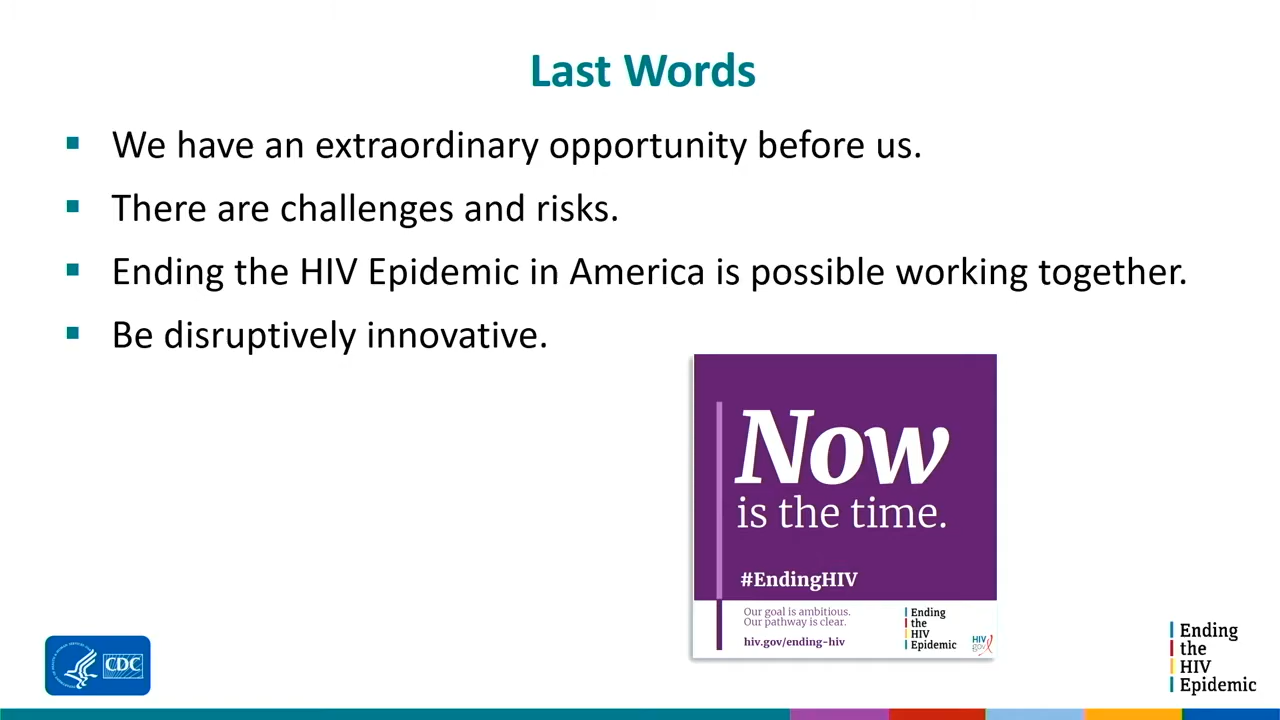 Last Words
We have an extraordinary opportunity before us.
There are challenges and risks.
Ending the HIV Epidemic in America is possible working together.
Be disruptively innovative.
Now
is the time.
#EndingHIV
Our goal is ambitious.
Our pathway is clear.
hiv.gov/ending-hiv
Ending
the
HIV
Epidemic
HIV
gov
CDC
Ending
the
HIV
Epidemic